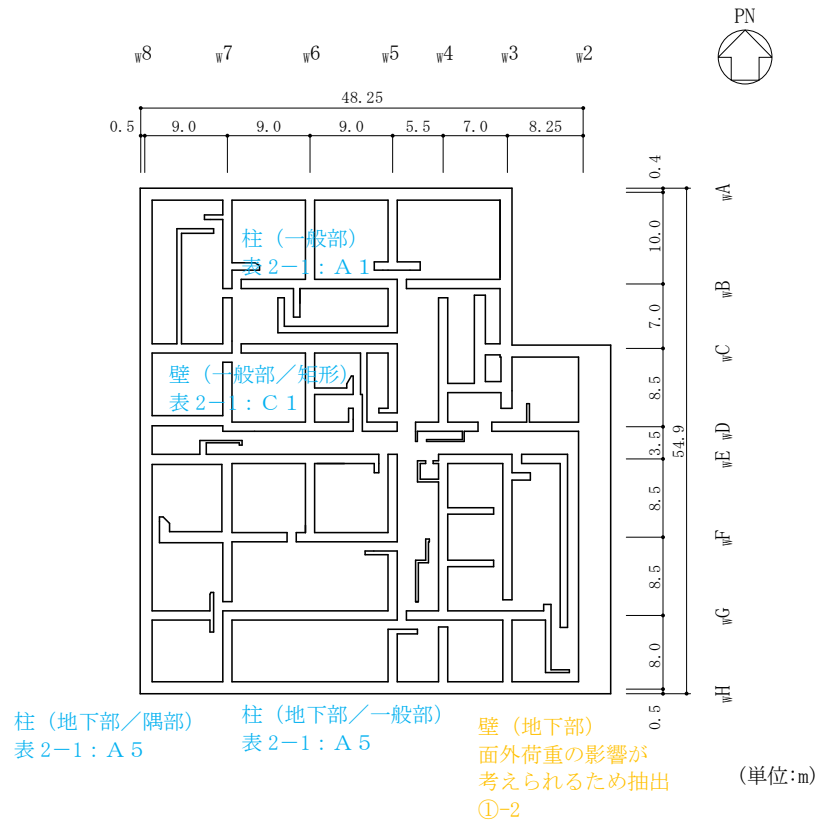 PN
W8 W7 W6 W5 W4 W3 W2
48.25
0.5 9.0 9.0 9.0 5.5 7.0 8.25
0.4
WA
10.0
WB
7.0
WC
8.5
WD
3.5
54.9
WE
8.5
WF
8.5
WG
8.0
WH
0.5
柱（一般部）
表2-1：A1
壁（一般部／矩形）
表2-1：C1
柱（地下部／隅部）
表2-1：A5
柱（地下部／一般部）
表2-1：A5
壁（地下部）
面外荷重の影響が
考えられるため抽出
①-2
(単位:m)